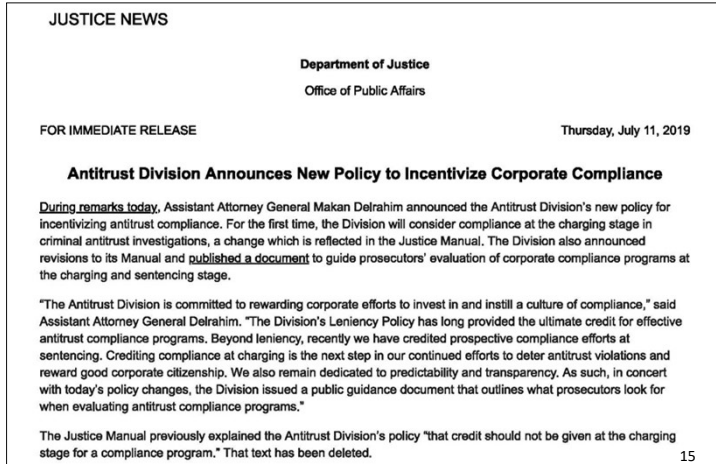 JUSTICE NEWS
Department of Justice
Office of Public Affairs
FOR IMMEDIATE RELEASE Thursday, July 11, 2019
Antitrust Division Announces New Policy to Incentivize Corporate Compliance
During remarks today, Assistant Attorney General Makan Delrahim announced the Antitrust Division's new policy for
incentivizing antitrust compliance. For the first time, the Division will consider compliance at the charging stage in
criminal antitrust investigations, a change which is reflected in the Justice Manual. The Division also announced
revisions to its Manual and published a document to guide prosecutors' evaluation of corporate compliance programs at
the charging and sentencing stage.
"The Antitrust Division is committed to rewarding corporate efforts to invest in and instill a culture of compliance," said
Assistant Attorney General Delrahim. "The Division's Leniency Policy has long provided the ultimate credit for effective
antitrust compliance programs. Beyond leniency, recently we have credited prospective compliance efforts at
sentencing. Crediting compliance at charging is the next step in our continued efforts to deter antitrust violations and
reward good corporate citizenship. We also remain dedicated to predictability and transparency. As such, in concert
with today's policy changes, the Division issued a public guidance document that outlines what prosecutors look for
when evaluating antitrust compliance programs."
The Justice Manual previously explained the Antitrust Division's policy "that credit should not be given at the charging
stage for a compliance program." That text has been deleted.
15